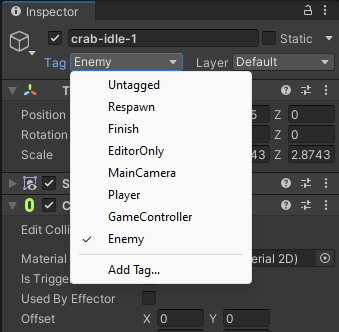 Inspector
crab-idle-1
Static
Tag Enemy
Layer Default
Untagged
Respawn
Finish
EditorOnly
MainCamera
Player
GameController
Enemy
Add Tag...
T
Position 5 Z 0
Rotation Z 0
Scale 43 Z 2.8743
S
C
Edit Colli
Material erial 2D)
Is Trigge
Used By Effector
Offset X 0 Y 0